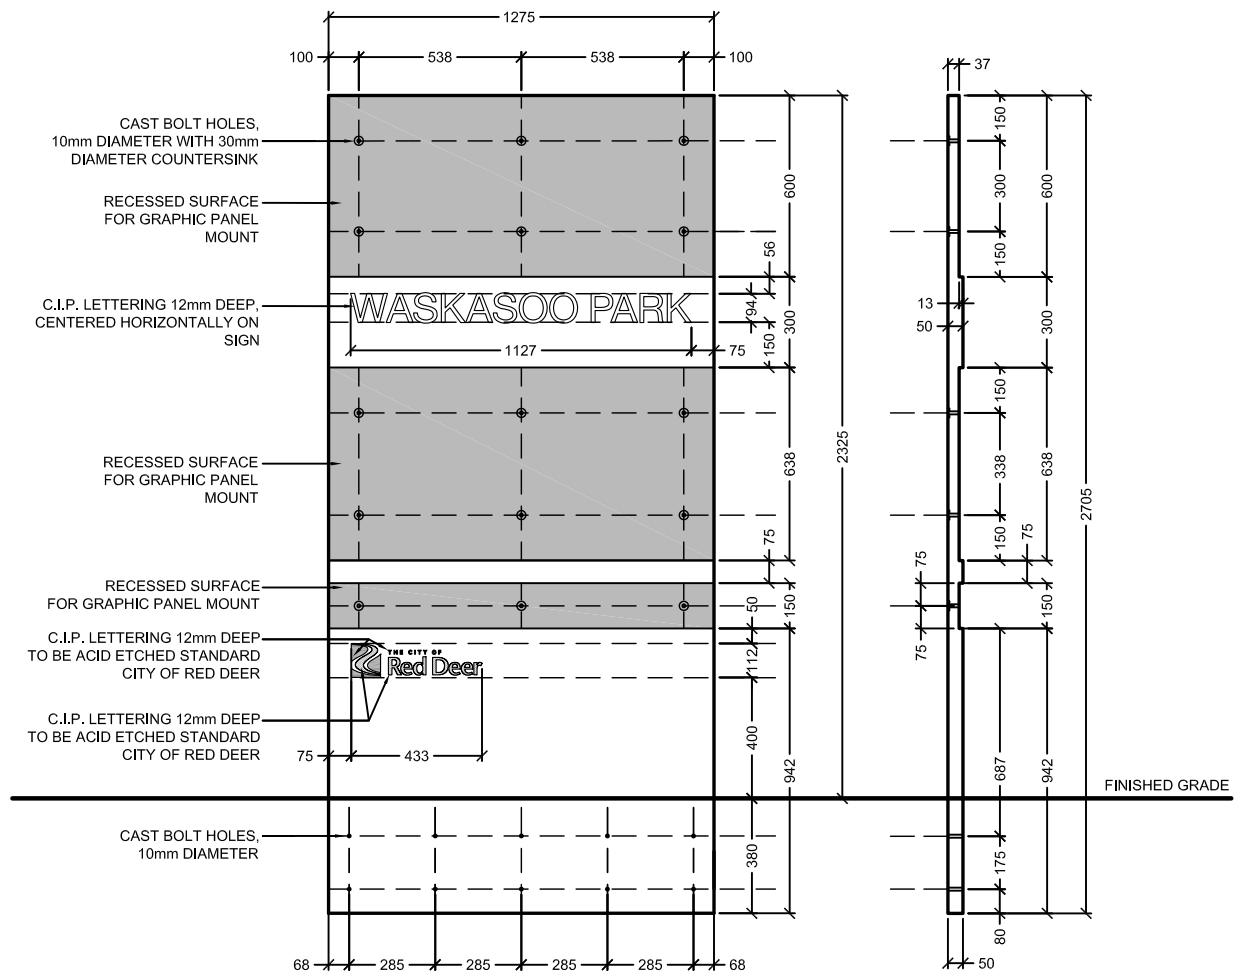 1275
100
538
538
100
37
CAST BOLT HOLES,
10mm DIAMETER WITH 30mm
DIAMETER COUNTERSINK
RECESSED SURFACE
FOR GRAPHIC PANEL
MOUNT
600
56
150
300
150
600
C.I.P. LETTERING 12mm DEEP,
CENTERED HORIZONTALLY ON
SIGN
WASKASOO PARK
94
300
150
1127
75
13
50
300
RECESSED SURFACE
FOR GRAPHIC PANEL
MOUNT
638
2325
150
338
150
638
2705
75
75
RECESSED SURFACE
FOR GRAPHIC PANEL MOUNT
150
50
75
75
150
C.I.P. LETTERING 12mm DEEP
TO BE ACID ETCHED STANDARD
CITY OF RED DEER
THE CITY OF
Red Deer
112
C.I.P. LETTERING 12mm DEEP
TO BE ACID ETCHED STANDARD
CITY OF RED DEER
75
433
400
942
687
942
FINISHED GRADE
CAST BOLT HOLES,
10mm DIAMETER
380
175
80
68
285
285
285
285
68
50